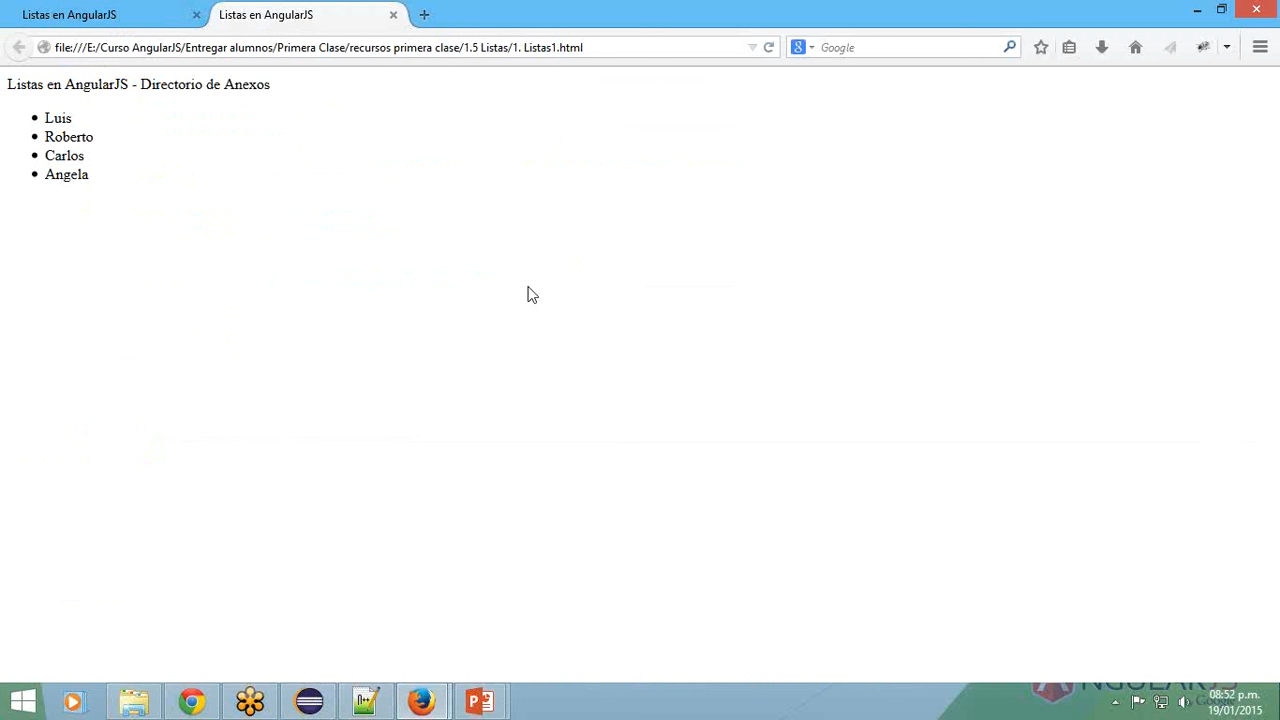 Listas en AngularJS
Listas en AngularJS
file:///E:/Curso AngularJS/Entregar alumnos/Primera Clase/recursos primera clase/1.5 Listas/1. Listas1.html
Google
Listas en AngularJS - Directorio de Anexos
Luis
Roberto
Carlos
Angela
08:52 p.m.
19/01/2015